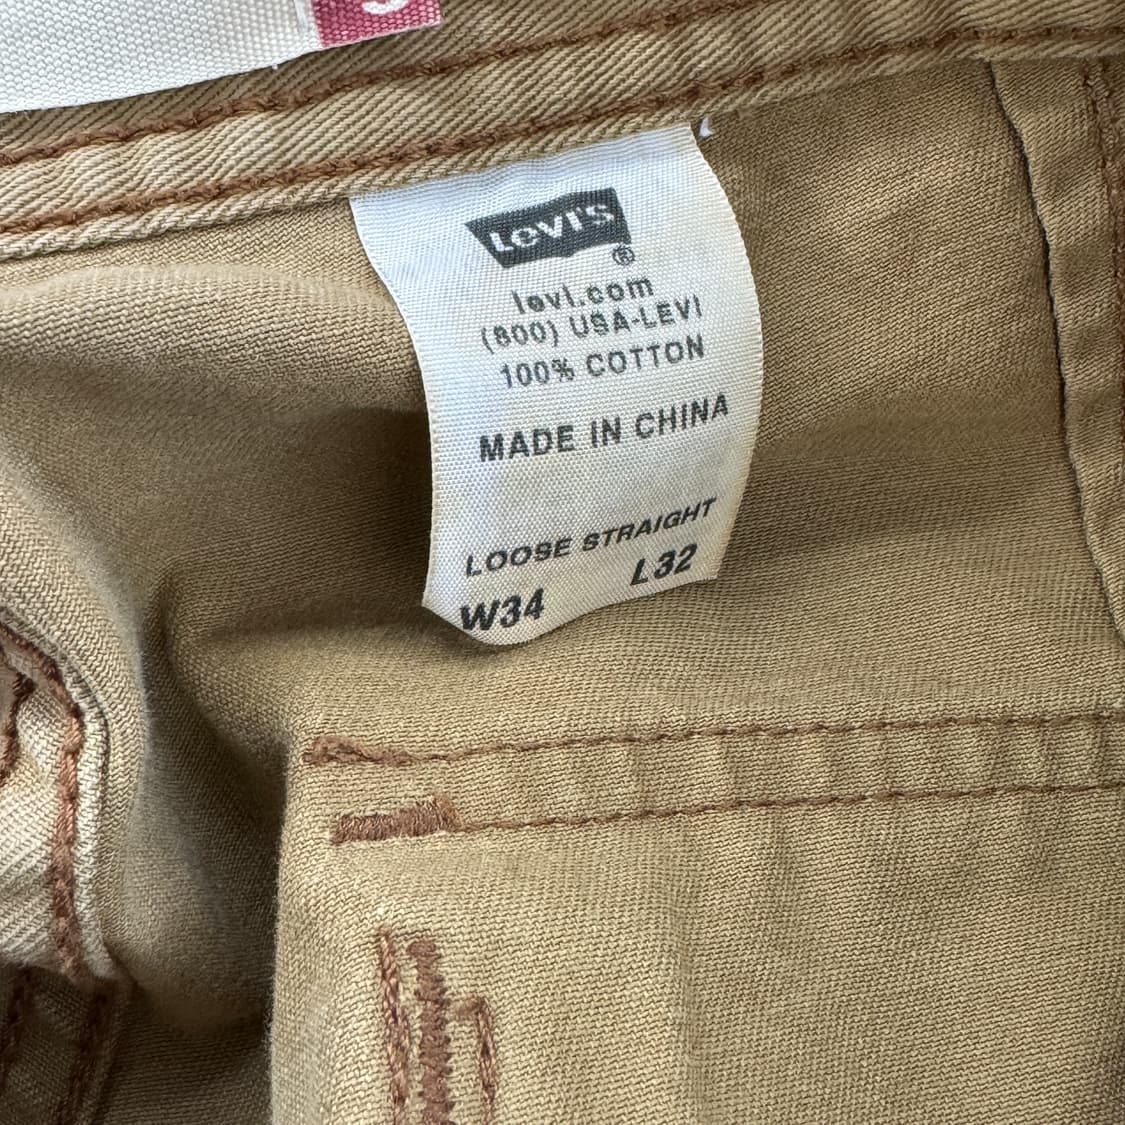 Levi's
®
levi.com
(800) USA-LEVI
100% COTTON
MADE IN CHINA
LOOSE STRAIGHT
W34 L32